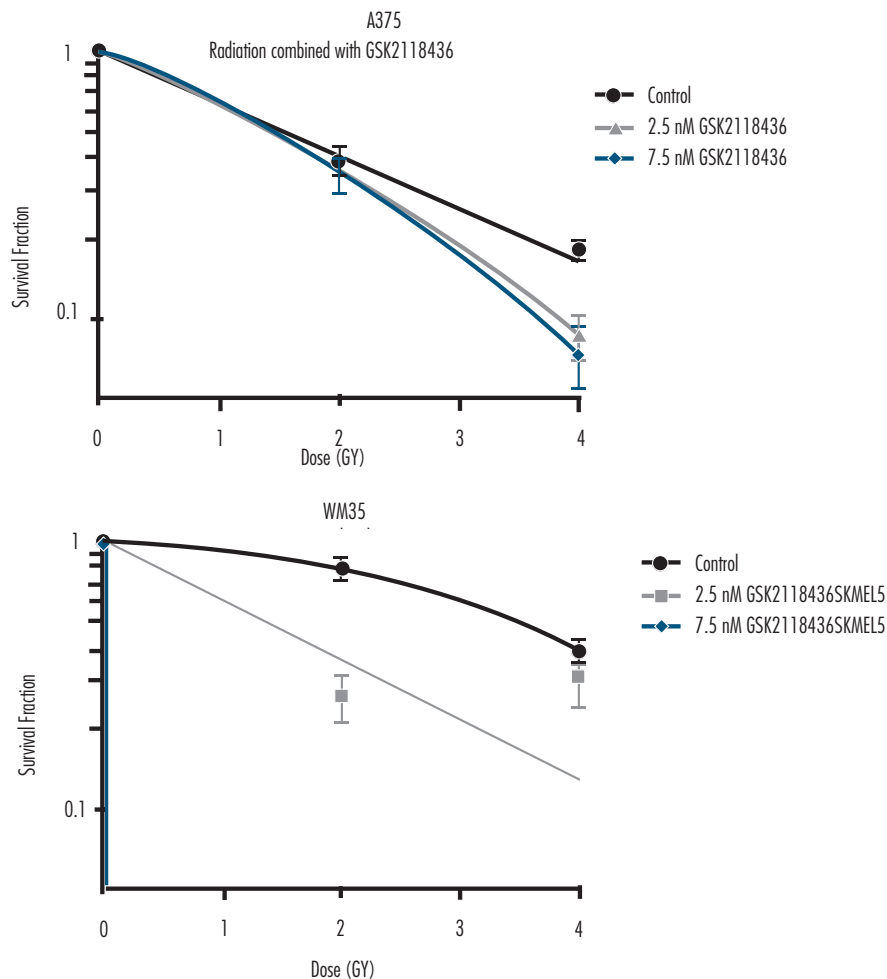 A375
Radiation combined with GSK2118436
1
0.1
Survival Fraction
0 1 2 3 4
Dose (GY)
Control
2.5 nM GSK2118436
7.5 nM GSK2118436
WM35
1
0.1
Survival Fraction
0 1 2 3 4
Dose (GY)
Control
2.5 nM GSK2118436SKMEL5
7.5 nM GSK2118436SKMEL5